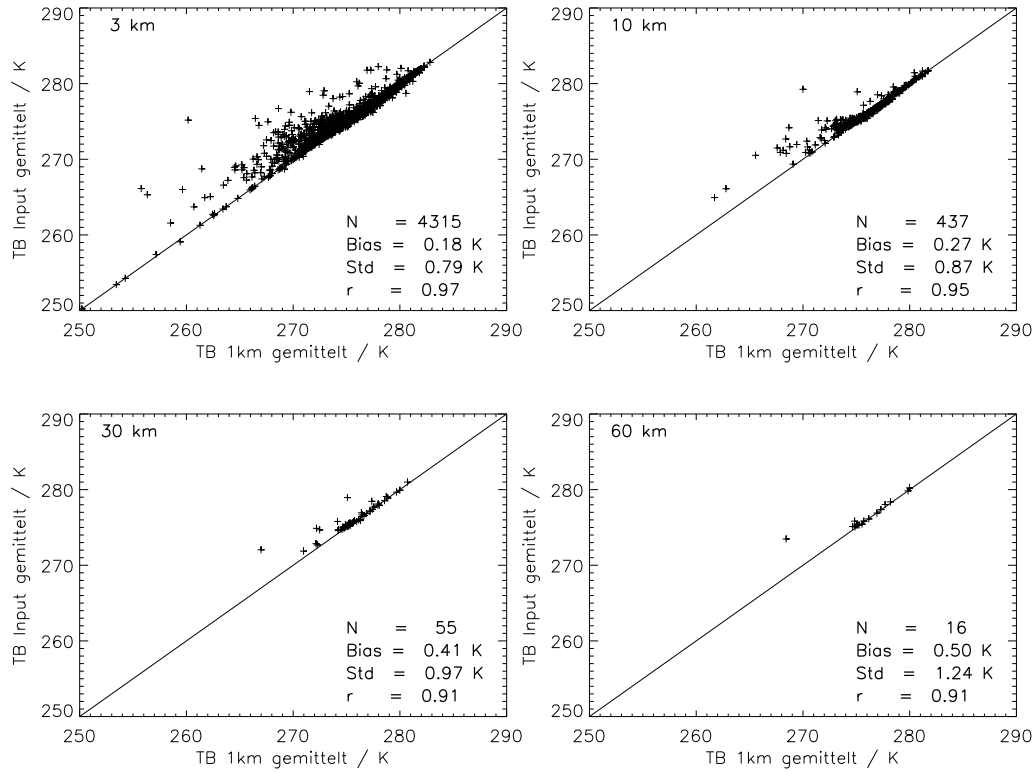 3 km
290
280
270
260
250
TB Input gemittelt / K
N = 4315
Bias = 0.18 K
Std = 0.79 K
r = 0.97
250 260 270 280 290
TB 1km gemittelt / K
10 km
290
280
270
260
250
TB Input gemittelt / K
N = 437
Bias = 0.27 K
Std = 0.87 K
r = 0.95
250 260 270 280 290
TB 1km gemittelt / K
30 km
290
280
270
260
250
TB Input gemittelt / K
N = 55
Bias = 0.41 K
Std = 0.97 K
r = 0.91
250 260 270 280 290
TB 1km gemittelt / K
60 km
290
280
270
260
250
TB Input gemittelt / K
N = 16
Bias = 0.50 K
Std = 1.24 K
r = 0.91
250 260 270 280 290
TB 1km gemittelt / K